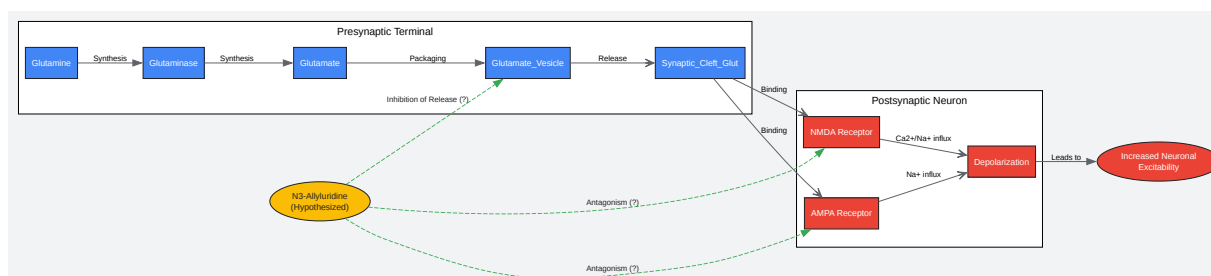 Presynaptic Terminal
Glutamine
Synthesis
Glutaminase
Synthesis
Glutamate
Packaging
Glutamate_Vesicle
Release
Synaptic_Cleft_Glut
Inhibition of Release (?)
Binding
Binding
Postsynaptic Neuron
NMDA Receptor
Ca2+/Na+ influx
Depolarization
Leads to
Increased Neuronal
Excitability
Na+ influx
AMPA Receptor
N3-Allyluridine
(Hypothesized)
Antagonism (?)
Antagonism (?)